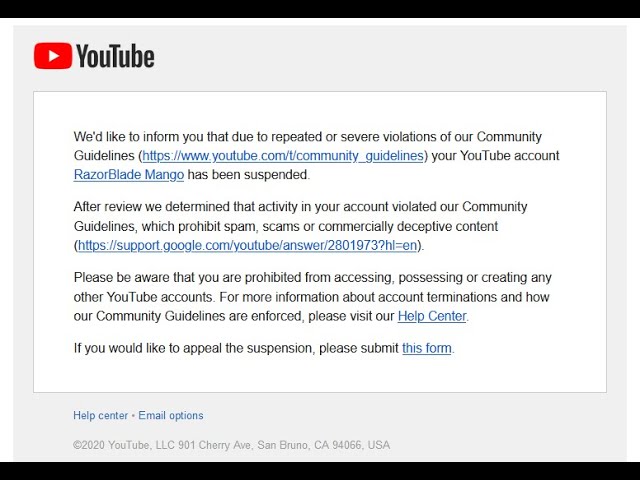 YouTube
We'd like to inform you that due to repeated or severe violations of our Community
Guidelines (https://www.youtube.com/t/community_guidelines) your YouTube account
RazorBlade Mango has been suspended.
After review we determined that activity in your account violated our Community
Guidelines, which prohibit spam, scams or commercially deceptive content
(https://support.google.com/youtube/answer/2801973?hl=en).
Please be aware that you are prohibited from accessing, possessing or creating any
other YouTube accounts. For more information about account terminations and how
our Community Guidelines are enforced, please visit our Help Center.
If you would like to appeal the suspension, please submit this form.
Help center • Email options
©2020 YouTube, LLC 901 Cherry Ave, San Bruno, CA 94066, USA